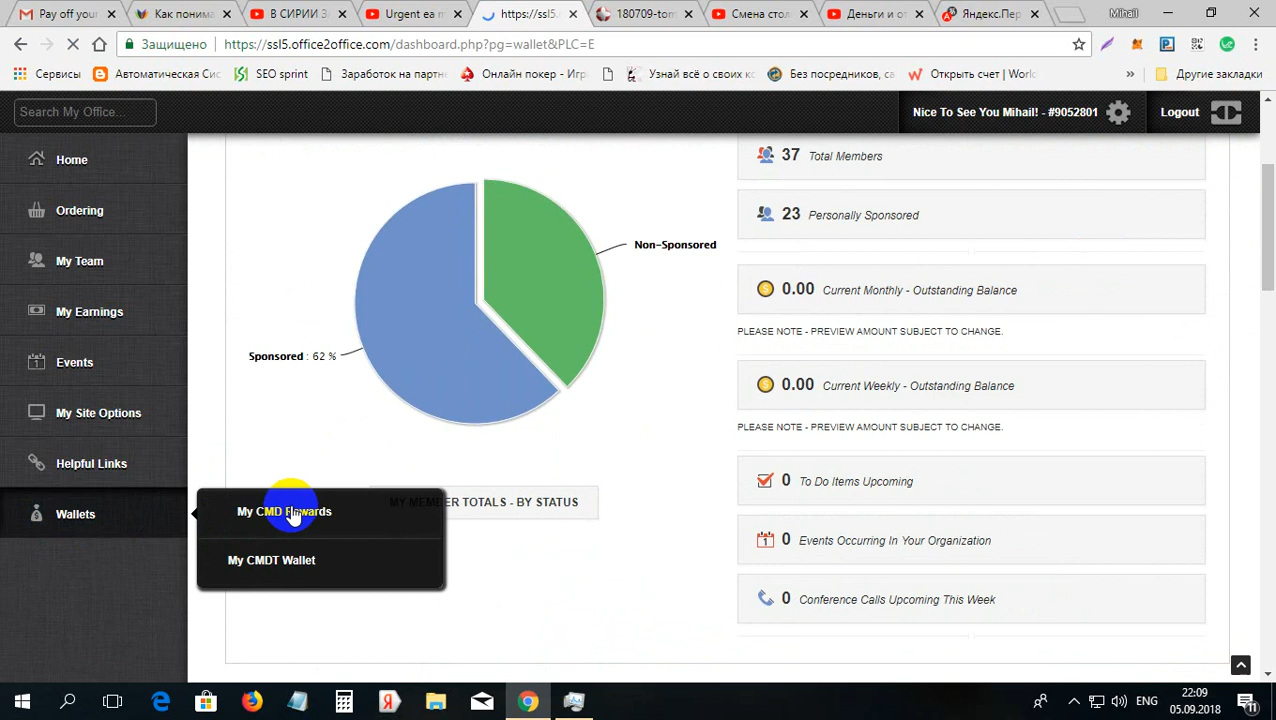 Pay off your
Как понима
В СИРИИ З
Urgent ea m
https://ssl5.
180709-tom
Смена стол
Деньги и от
Яндекс.Пер
Mihail
Защищено
https://ssl5.office2office.com/dashboard.php?pg=wallet&PLC=E
Сервисы
Автоматическая Сис
SEO sprint
Заработок на партн
Онлайн покер - Игр
Узнай всё о своих ко
Без посредников, са
Открыть счет | World
»
Другие закладки
Search My Office...
Nice To See You Mihail! - #9052801
Logout
Home
Ordering
My Team
My Earnings
Events
My Site Options
Helpful Links
Wallets
My CMD Rewards
My CMDT Wallet
Non-Sponsored
Sponsored : 62 %
MY MEMBER TOTALS - BY STATUS
37 Total Members
23 Personally Sponsored
0.00 Current Monthly - Outstanding Balance
PLEASE NOTE - PREVIEW AMOUNT SUBJECT TO CHANGE.
0.00 Current Weekly - Outstanding Balance
PLEASE NOTE - PREVIEW AMOUNT SUBJECT TO CHANGE.
0 To Do Items Upcoming
0 Events Occurring In Your Organization
0 Conference Calls Upcoming This Week
ENG
22:09
05.09.2018
11